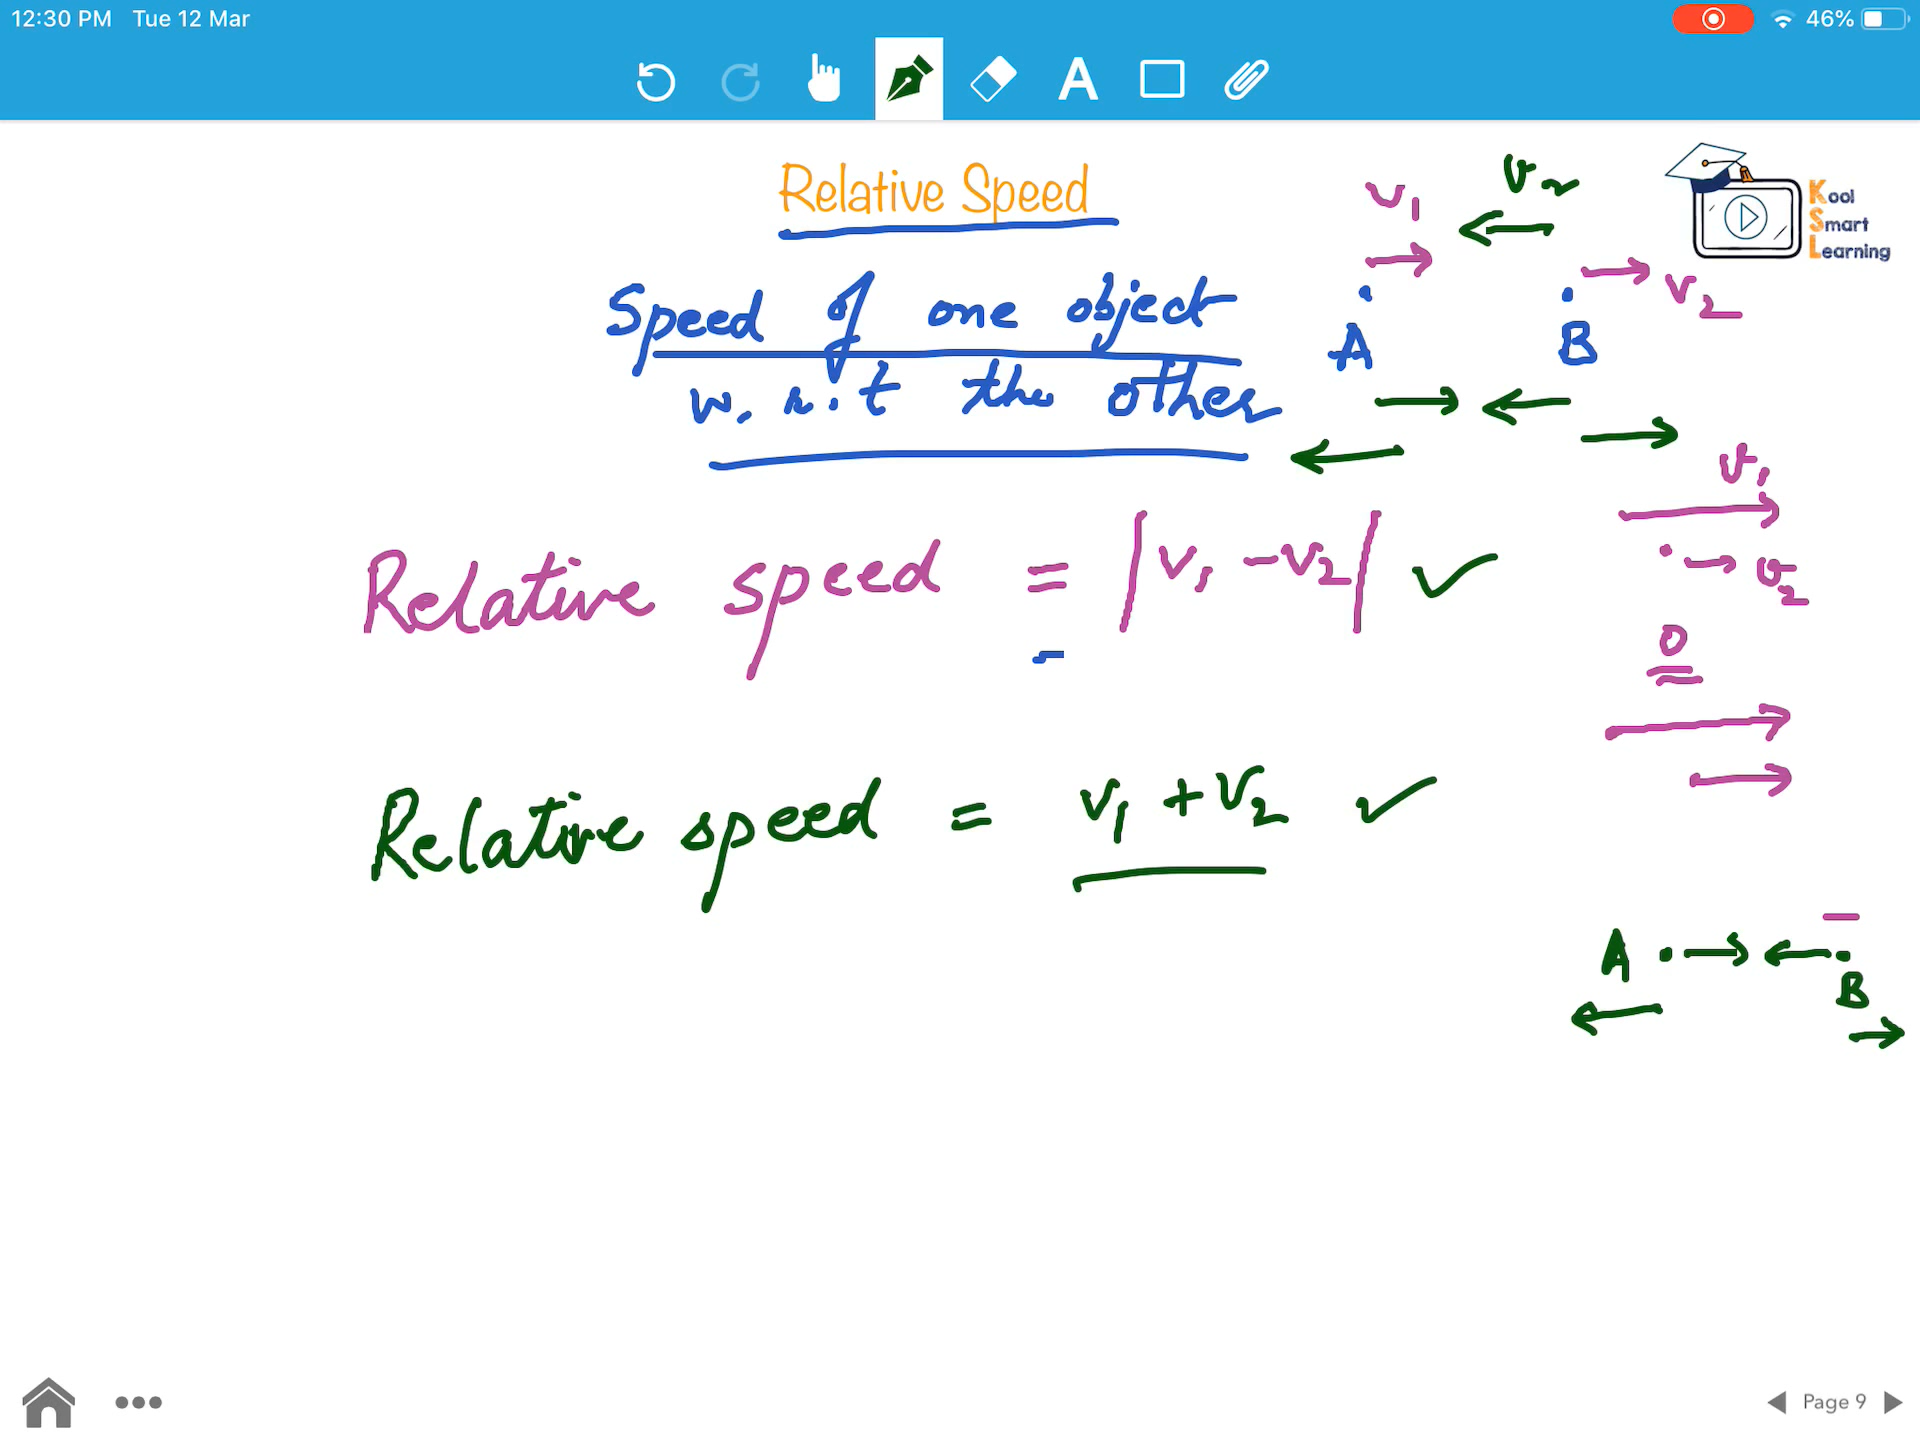 12:30 PM Tue 12 Mar
46%
Relative Speed
Kool
Smart
Learning
v1
v2
v2
Speed of one object
A
B
w.r.t the other
v1
Relative speed = |v1 - v2|
v2
0
Relative speed = v1 + v2
A
B
Page 9